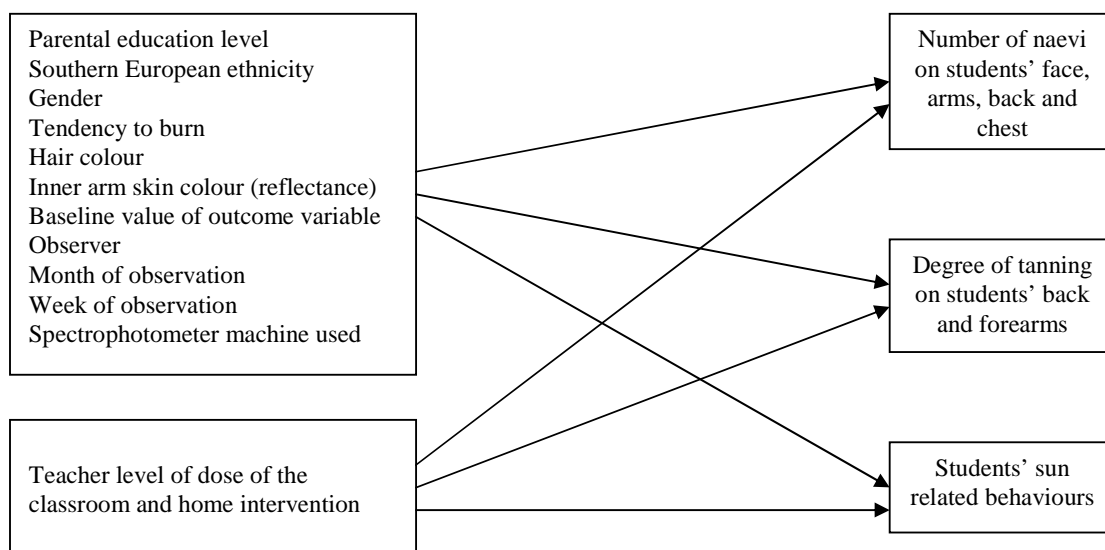 Parental education level
Southern European ethnicity
Gender
Tendency to burn
Hair colour
Inner arm skin colour (reflectance)
Baseline value of outcome variable
Observer
Month of observation
Week of observation
Spectrophotometer machine used
Teacher level of dose of the
classroom and home intervention
Number of naevi
on students’ face,
arms, back and
chest
Degree of tanning
on students’ back
and forearms
Students’ sun
related behaviours